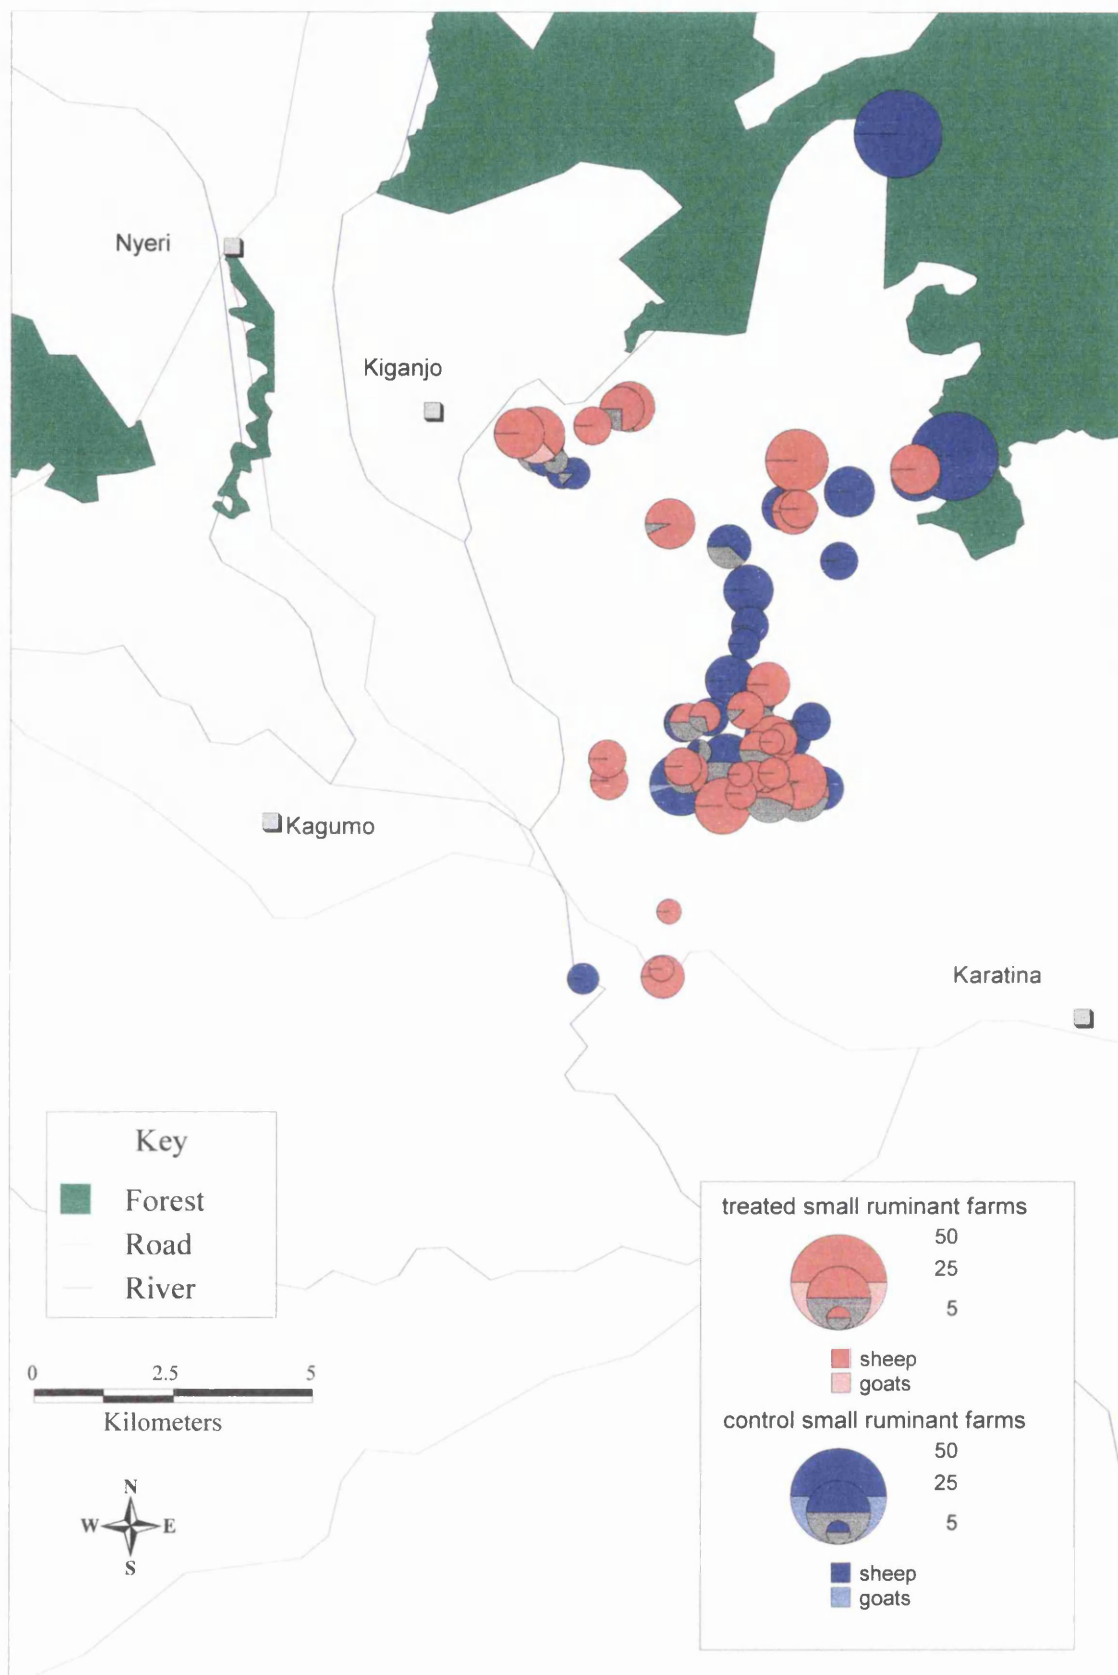 Nyeri
Kiganjo
Kagumo
Karatina
Key
Forest
Road
River
0 2.5 5
Kilometers
N
W E
S
treated small ruminant farms
50
25
5
sheep
goats
control small ruminant farms
50
25
5
sheep
goats